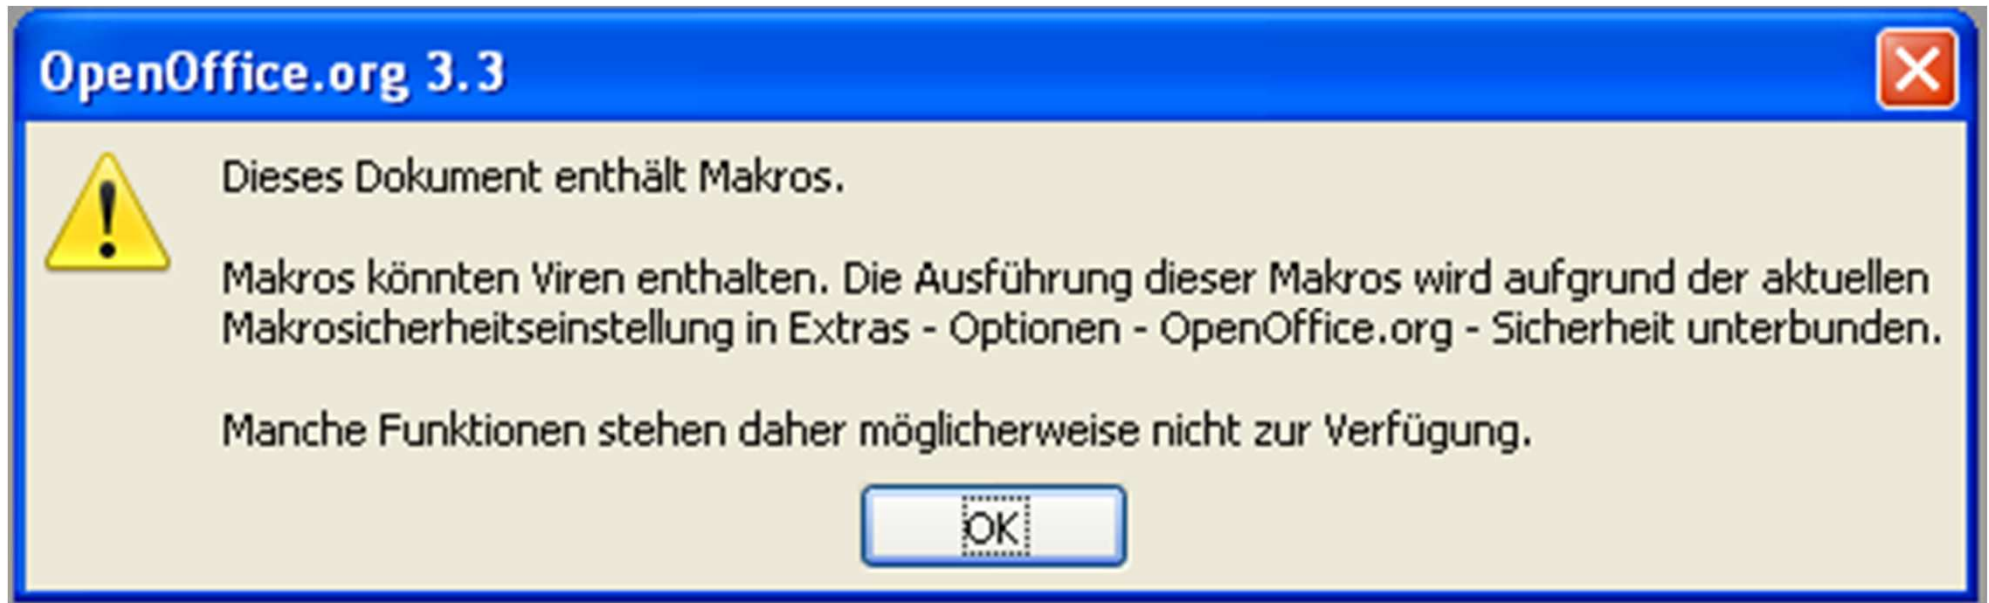 OpenOffice.org 3.3
Dieses Dokument enthält Makros.
Makros könnten Viren enthalten. Die Ausführung dieser Makros wird aufgrund der aktuellen
Makrosicherheitseinstellung in Extras - Optionen - OpenOffice.org - Sicherheit unterbunden.
Manche Funktionen stehen daher möglicherweise nicht zur Verfügung.
OK